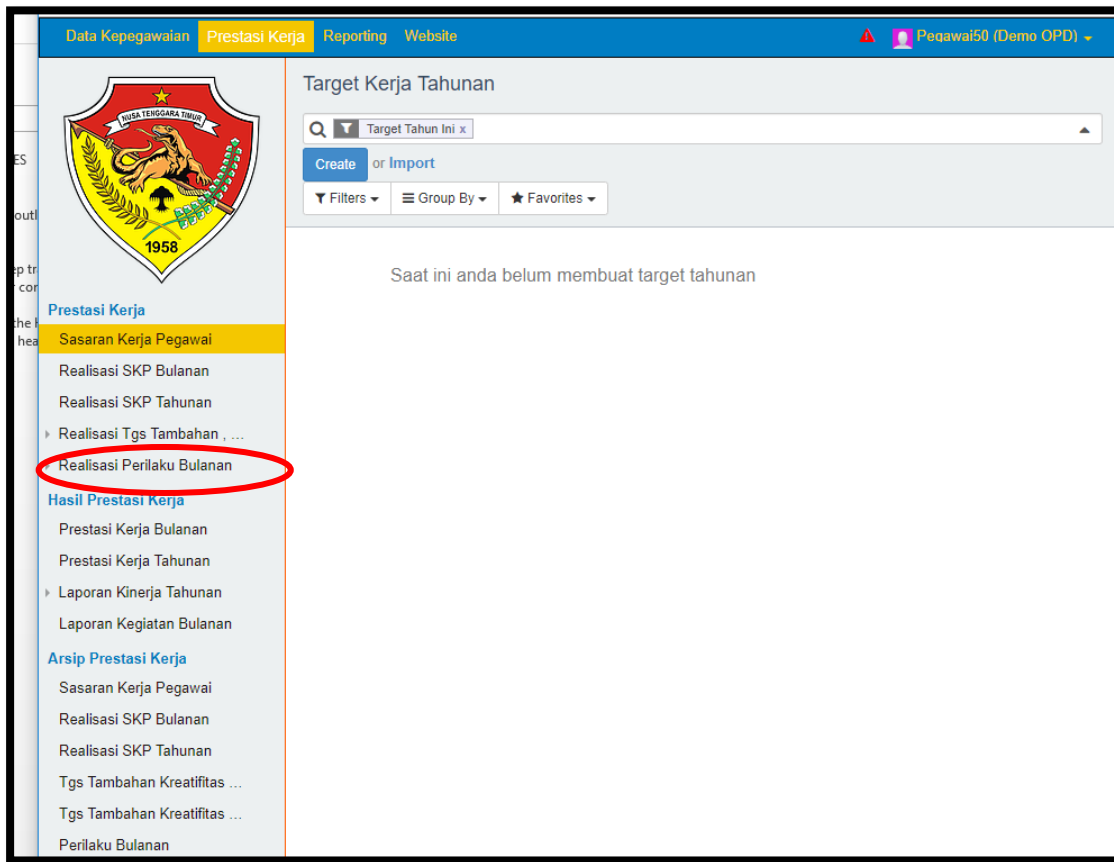 Data Kepegawaian Prestasi Kerja Reporting Website Pegawai50 (Demo OPD)
NUSA TENGGARA TIMUR
1958
Target Kerja Tahunan
Target Tahun Ini x
Create or Import
Filters Group By Favorites
Saat ini anda belum membuat target tahunan
Prestasi Kerja
Sasaran Kerja Pegawai
Realisasi SKP Bulanan
Realisasi SKP Tahunan
Realisasi Tgs Tambahan , ...
Realisasi Perilaku Bulanan
Hasil Prestasi Kerja
Prestasi Kerja Bulanan
Prestasi Kerja Tahunan
Laporan Kinerja Tahunan
Laporan Kegiatan Bulanan
Arsip Prestasi Kerja
Sasaran Kerja Pegawai
Realisasi SKP Bulanan
Realisasi SKP Tahunan
Tgs Tambahan Kreatifitas ...
Tgs Tambahan Kreatifitas ...
Perilaku Bulanan